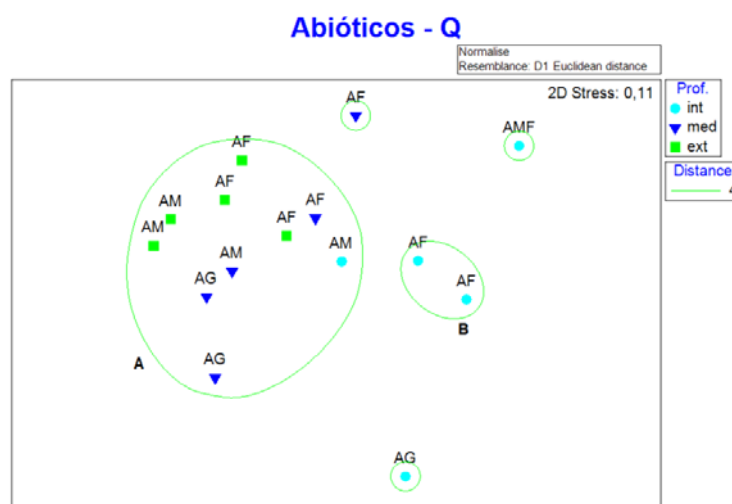 Abióticos - Q
Normalise
Resemblance: D1 Euclidean distance
2D Stress: 0,11
Prof.
int
med
ext
Distance
4
AF
AMF
AF
AF
AM
AM
AF
AF
AM
AM
AG
AF
AF
AG
A
B
AG